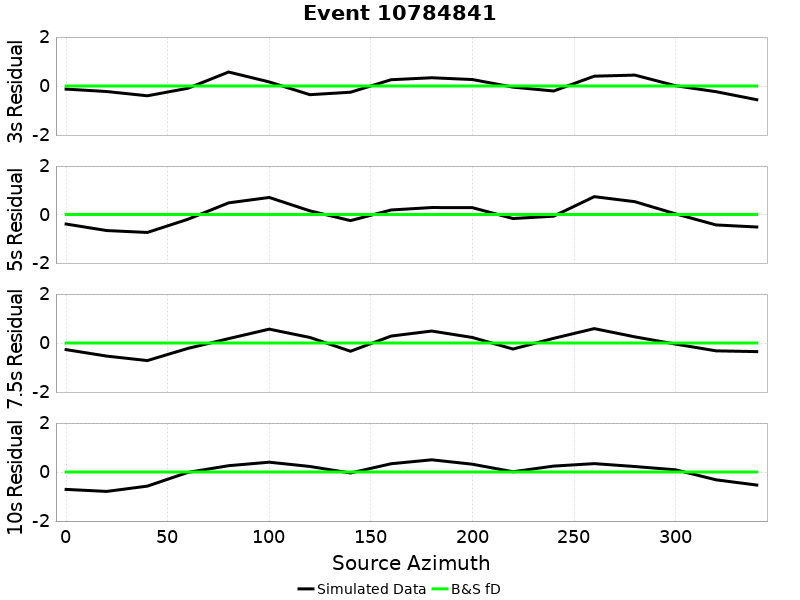 Event 10784841
3s Residual
2
0
-2
5s Residual
2
0
-2
7.5s Residual
2
0
-2
10s Residual
2
0
-2
0 50 100 150 200 250 300
Source Azimuth
Simulated Data B&S fD